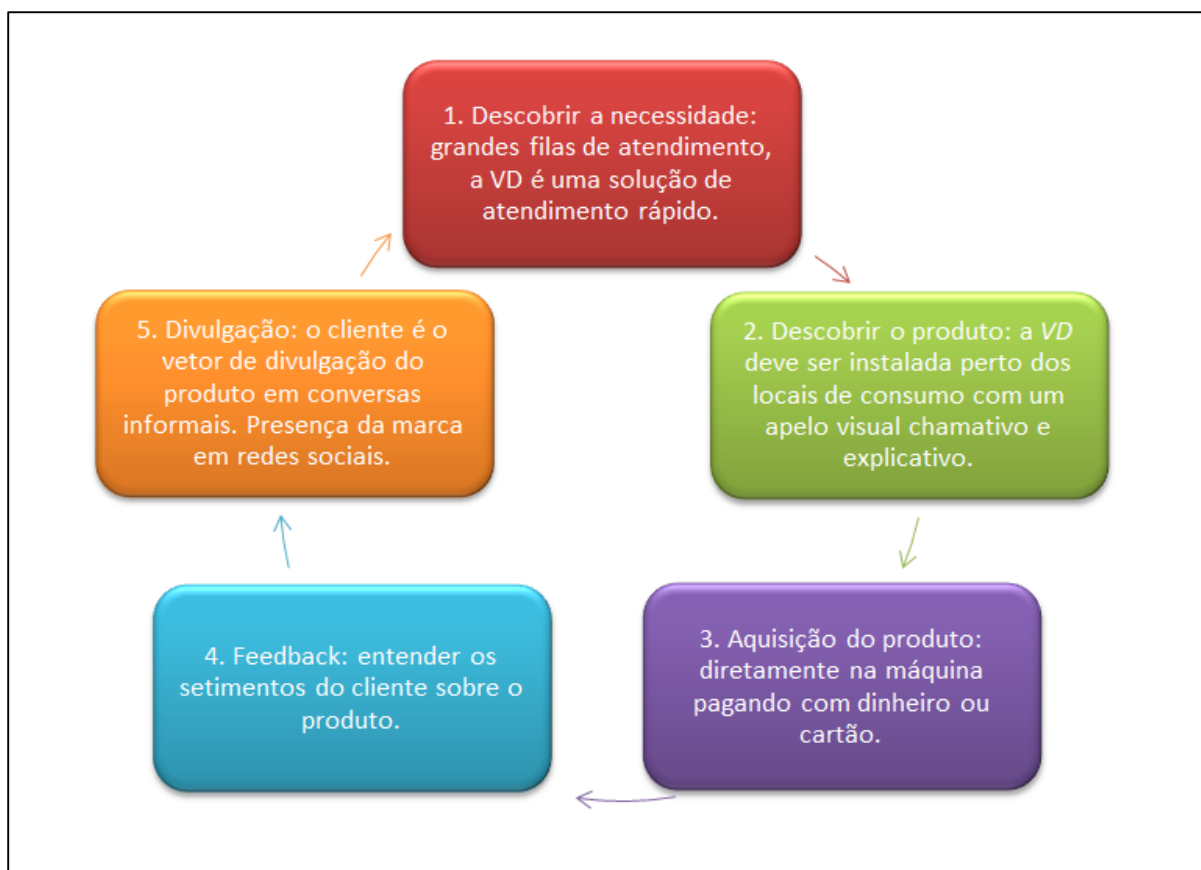 1. Descobrir a necessidade:
grandes filas de atendimento,
a VD é uma solução de
atendimento rápido.
2. Descobrir o produto: a VD
deve ser instalada perto dos
locais de consumo com um
apelo visual chamativo e
explicativo.
3. Aquisição do produto:
diretamente na máquina
pagando com dinheiro ou
cartão.
4. Feedback: entender os
setimentos do cliente sobre o
produto.
5. Divulgação: o cliente é o
vetor de divulgação do
produto em conversas
informais. Presença da marca
em redes sociais.